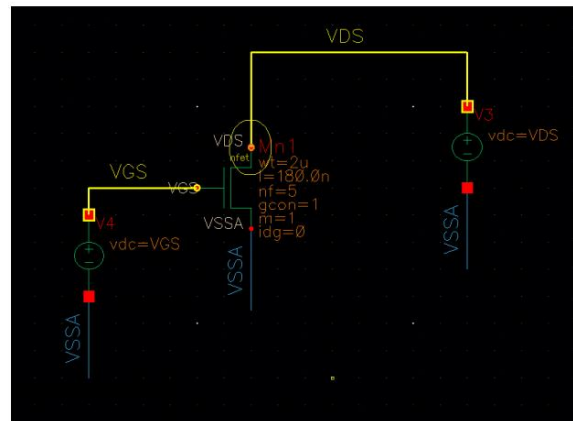 VDS
V3
vdc=VDS
VDS
Mn1
nfet
wt=2u
l=180.0n
nf=5
gcon=1
m=1
idg=0
VGS
VGS
VSSA
V4
vdc=VGS
VSSA
VSSA
VSSA